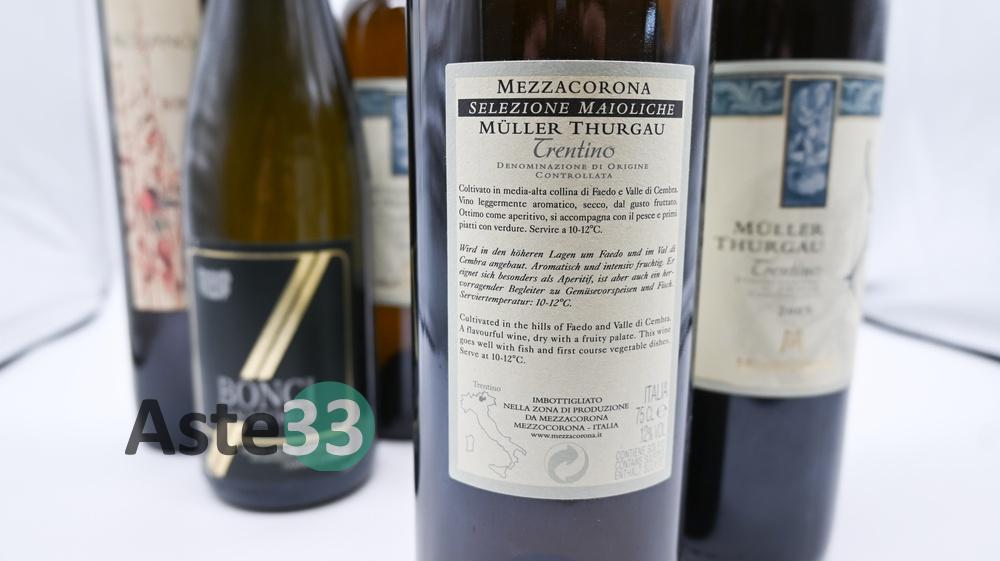 MEZZACORONA
SELEZIONE MAIOLICHE
MÜLLER THURGAU
Trentino
DENOMINAZIONE DI ORIGINE
CONTROLLATA
Coltivato in media-alta collina di Faedo e Valle di Cembra.
Vino leggermente aromatico, secco, dal gusto fruttato.
Ottimo come aperitivo, si accompagna con il pesce e primi
piatti con verdure. Servire a 10-12°C.
Wird in den höheren Lagen um Faedo und im Val di
Cembra angebaut. Aromatisch und intensiv fruchtig. Er
eignet sich besonders als Aperitif, ist aber auch ein her-
vorragender Begleiter zu Gemüsevorspeisen und Fisch.
Serviertemperatur: 10-12°C.
Cultivated in the hills of Faedo and Valle di Cembra.
A flavourful wine, dry with a fruity palate. This wine
goes well with fish and first course vegetable dishes.
Serve at 10-12°C.
Trentino
IMBOTTIGLIATO
NELLA ZONA DI PRODUZIONE
DA MEZZACORONA
MEZZOCORONA - ITALIA
www.mezzacorona.it
ITALIA
75 CL e
12% VOL
CONTIENE
CONTAINS
ENTHÄLT
MÜLLER
THURGAU
Trentino
BONGI
Aste33